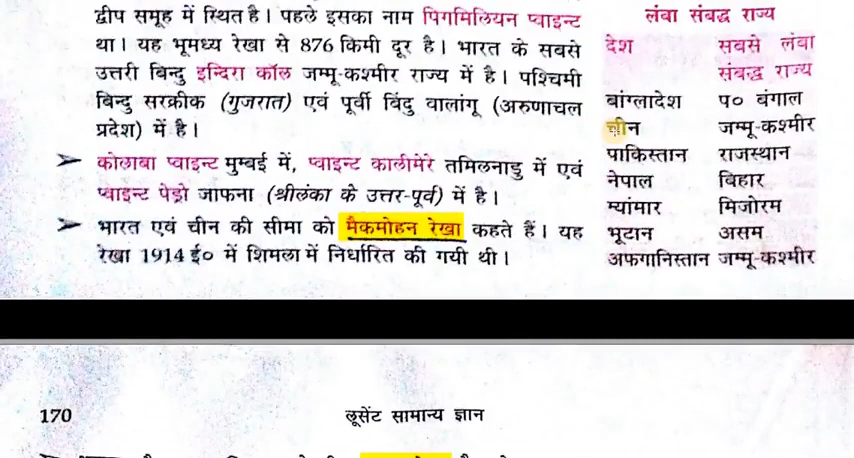 द्वीप समूह में स्थित है। पहले इसका नाम पिगमिलियन प्वाइन्ट
था। यह भूमध्य रेखा से 876 किमी दूर है। भारत के सबसे
उत्तरी बिन्दु इन्दिरा कॉल जम्मू-कश्मीर राज्य में है। पश्चिमी
बिन्दु सरक्रीक (गुजरात) एवं पूर्वी बिंदु वालांगू (अरुणाचल
प्रदेश) में है।
➤ कोलाबा प्वाइन्ट मुम्बई में, प्वाइन्ट कालीमेरे तमिलनाडु में एवं
प्वाइन्ट पेड्रो जाफना (श्रीलंका के उत्तर-पूर्व) में है।
➤ भारत एवं चीन की सीमा को मैकमोहन रेखा कहते हैं। यह
रेखा 1914 ई० में शिमला में निर्धारित की गयी थी।
लंबा संबद्ध राज्य
देश सबसे लंबा
संबद्ध राज्य
बांग्लादेश प० बंगाल
चीन जम्मू-कश्मीर
पाकिस्तान राजस्थान
नेपाल बिहार
म्यांमार मिजोरम
भूटान असम
अफगानिस्तान जम्मू-कश्मीर
170 लूसेंट सामान्य ज्ञान